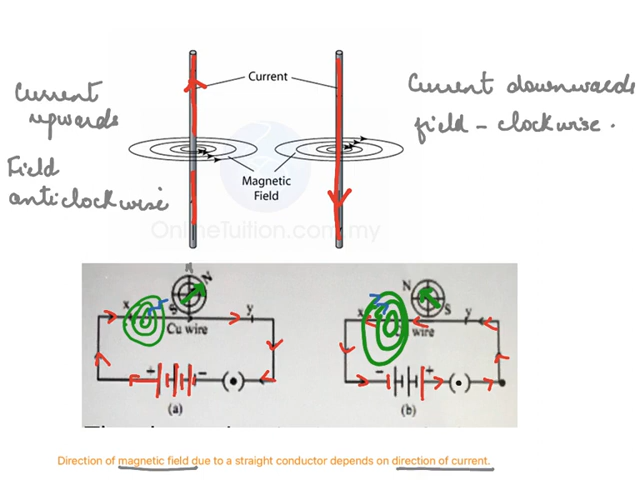 Current
Current
upwards
Field
anticlockwise
Current downwards
field - clockwise.
Magnetic
Field
OnlineTuition.com.my
N
N
S
x
y
Cu wire
+
-
(a)
N
S
x
y
wire
-
+
(b)
Direction of magnetic field due to a straight conductor depends on direction of current.